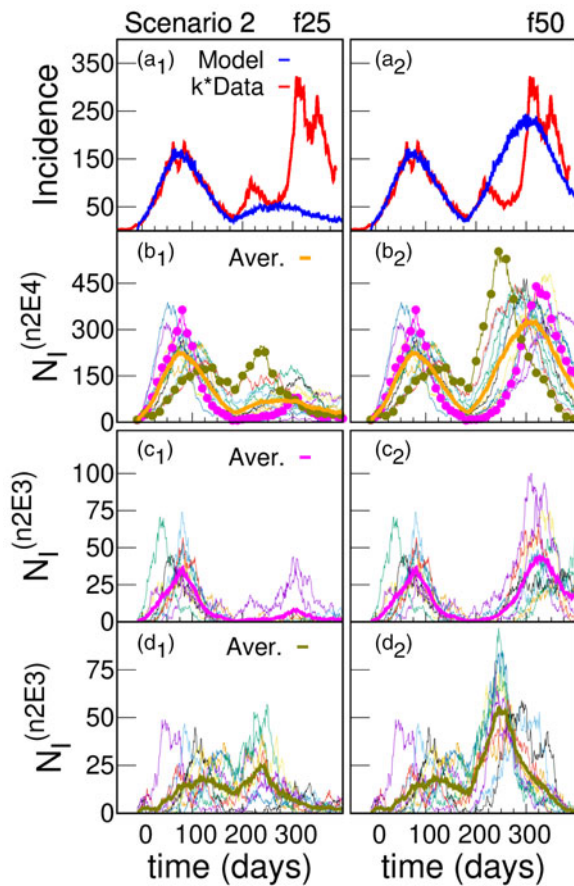 Scenario 2 f25 f50
(a1) (a2)
Model
k*Data
350
250
150
50
Incidence
(b1) Aver. (b2)
450
300
150
0
NI(n2E4)
(c1) Aver. (c2)
100
75
50
25
0
NI(n2E3)
(d1) Aver. (d2)
75
50
25
0
NI(n2E3)
0 100 200 300 0 100 200 300
time (days) time (days)